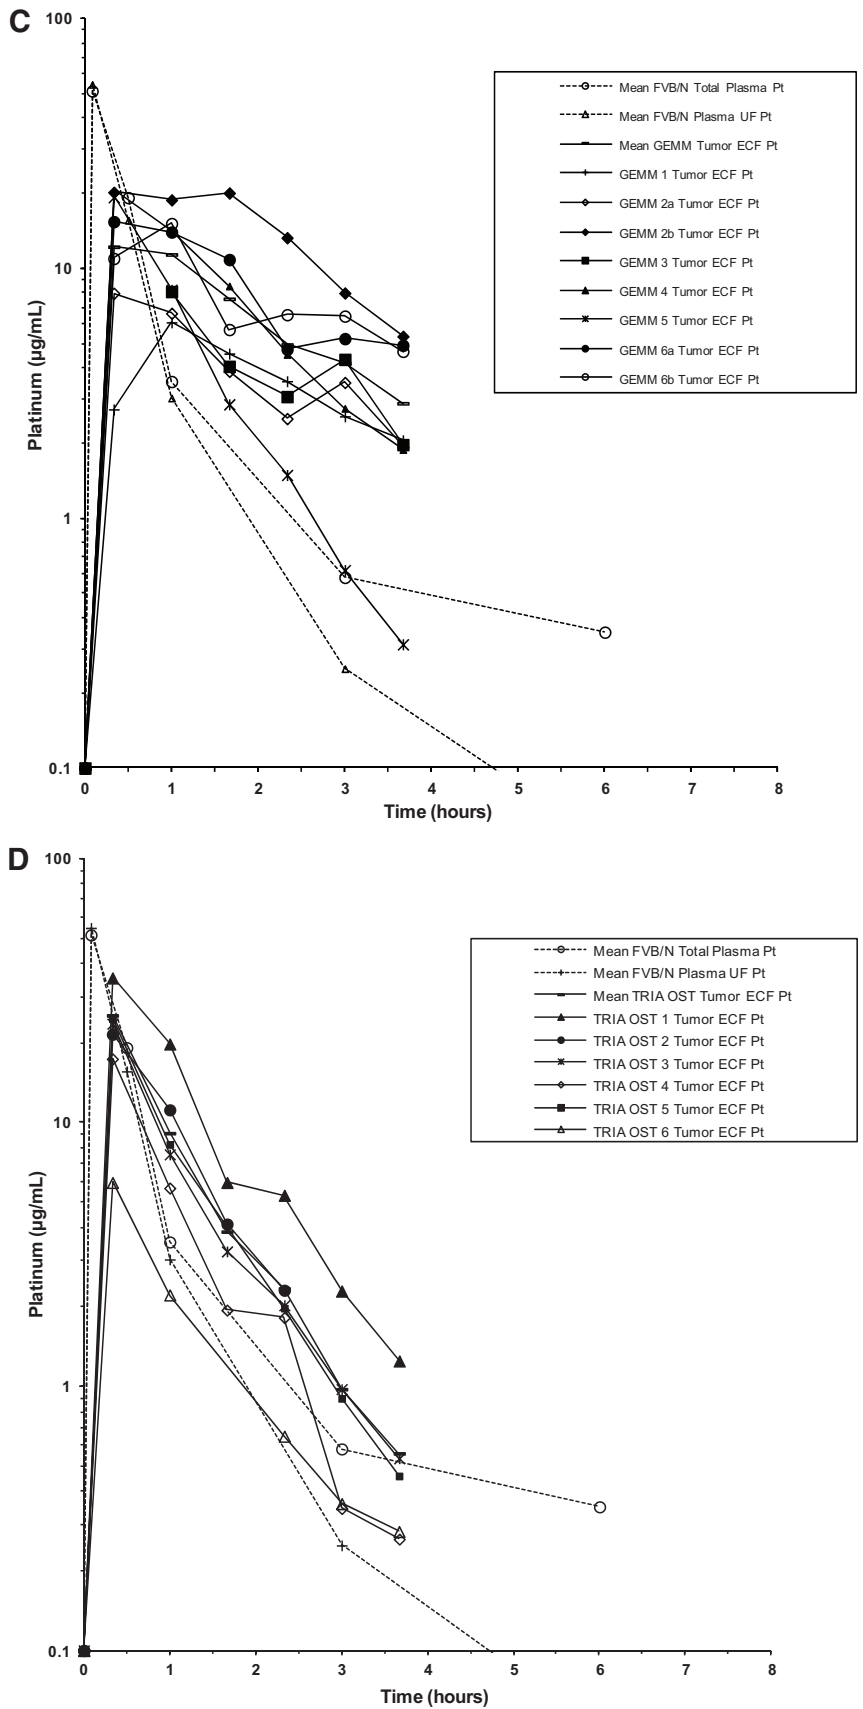 C
100
10
1
0.1
Platinum (µg/mL)
0 1 2 3 4 5 6 7 8
Time (hours)
Mean FVB/N Total Plasma Pt
Mean FVB/N Plasma UF Pt
Mean GEMM Tumor ECF Pt
GEMM 1 Tumor ECF Pt
GEMM 2a Tumor ECF Pt
GEMM 2b Tumor ECF Pt
GEMM 3 Tumor ECF Pt
GEMM 4 Tumor ECF Pt
GEMM 5 Tumor ECF Pt
GEMM 6a Tumor ECF Pt
GEMM 6b Tumor ECF Pt
D
100
10
1
0.1
Platinum (µg/mL)
0 1 2 3 4 5 6 7 8
Time (hours)
Mean FVB/N Total Plasma Pt
Mean FVB/N Plasma UF Pt
Mean TRIA OST Tumor ECF Pt
TRIA OST 1 Tumor ECF Pt
TRIA OST 2 Tumor ECF Pt
TRIA OST 3 Tumor ECF Pt
TRIA OST 4 Tumor ECF Pt
TRIA OST 5 Tumor ECF Pt
TRIA OST 6 Tumor ECF Pt